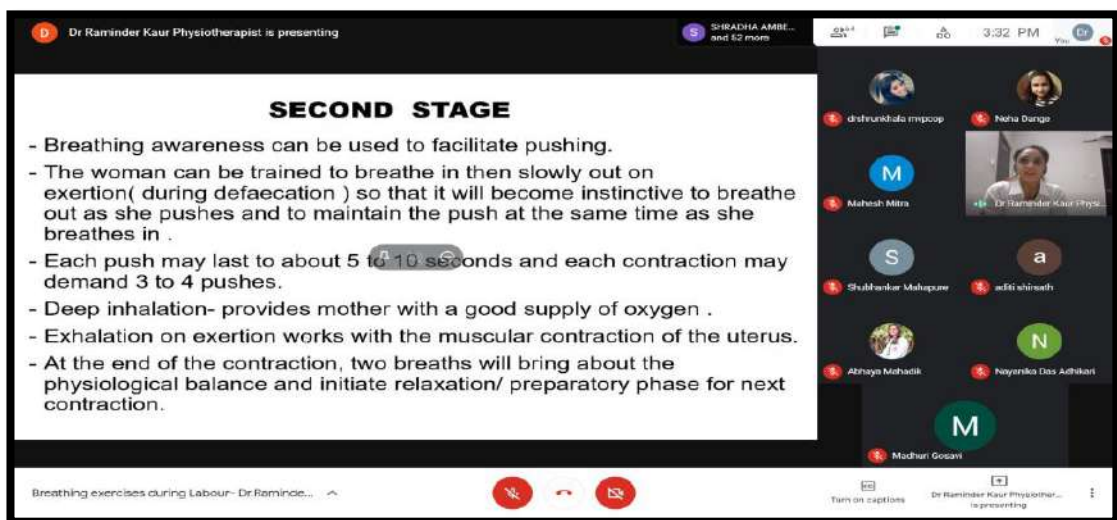 D Dr Raminder Kaur Physiotherapist is presenting
S SHRADHA AMBE...
and 52 more
3:32 PM
You Dr
SECOND STAGE
- Breathing awareness can be used to facilitate pushing.
- The woman can be trained to breathe in then slowly out on
exertion( during defaecation ) so that it will become instinctive to breathe
out as she pushes and to maintain the push at the same time as she
breathes in .
- Each push may last to about 5 to 10 seconds and each contraction may
demand 3 to 4 pushes.
- Deep inhalation- provides mother with a good supply of oxygen .
- Exhalation on exertion works with the muscular contraction of the uterus.
- At the end of the contraction, two breaths will bring about the
physiological balance and initiate relaxation/ preparatory phase for next
contraction.
drshrunkhala mvpcop
Neha Dange
M
Mahesh Mitra
Dr Raminder Kaur Physi...
S
Shubhankar Mahapure
a
aditi shirsath
Abhaya Mahadik
N
Nayanika Das Adhikari
M
Madhuri Gosavi
Breathing exercises during Labour- Dr Raminde...
Turn on captions
Dr Raminder Kaur Physiother...
is presenting